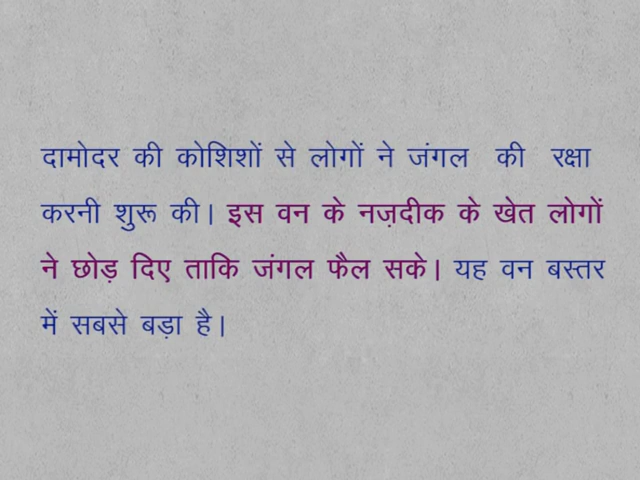 दामोदर की कोशिशों से लोगों ने जंगल की रक्षा
करनी शुरू की। इस वन के नज़दीक के खेत लोगों
ने छोड़ दिए ताकि जंगल फैल सके। यह वन बस्तर
में सबसे बड़ा है।